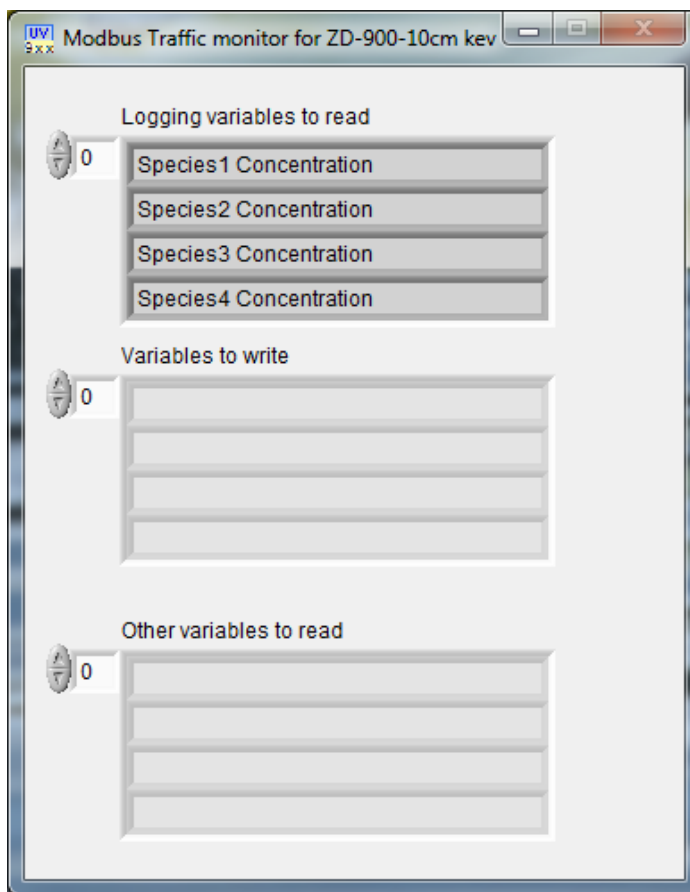 UV
9xx
Modbus Traffic monitor for ZD-900-10cm kev
Logging variables to read
0
Species1 Concentration
Species2 Concentration
Species3 Concentration
Species4 Concentration
Variables to write
0
Other variables to read
0